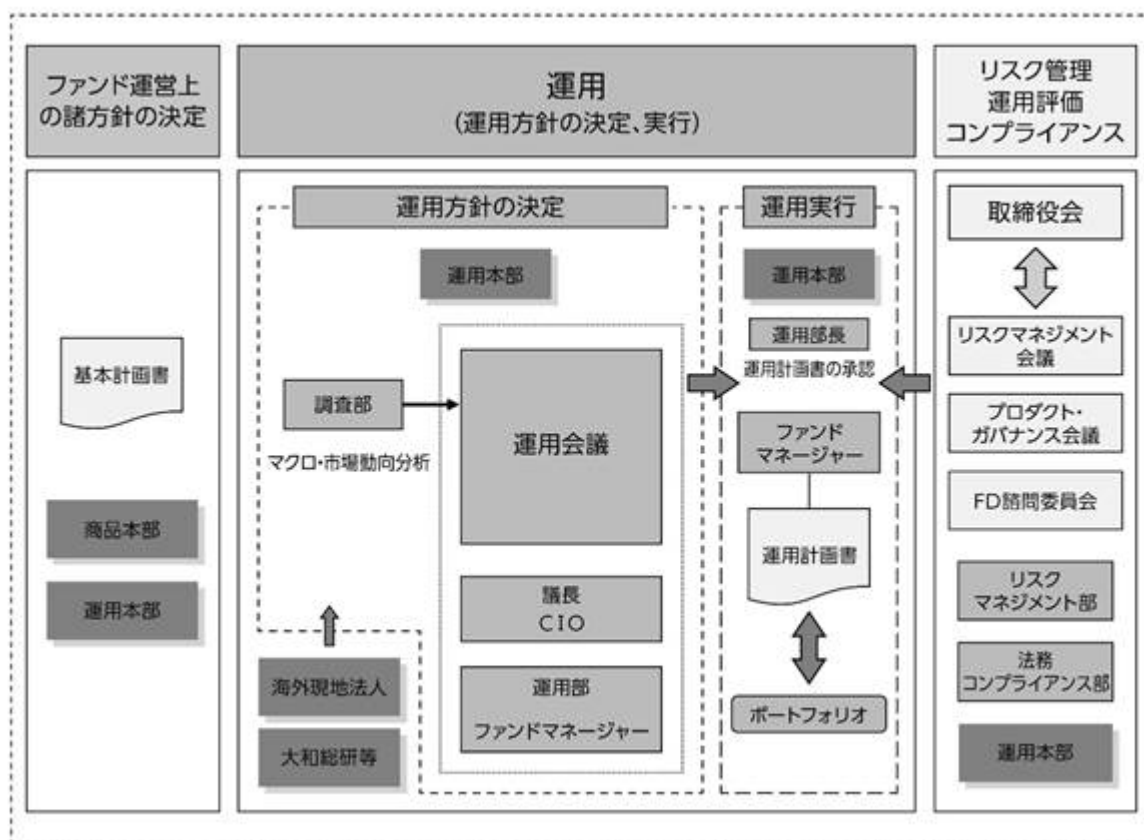 ファンド運営上
の諸方針の決定
運用
(運用方針の決定、実行)
リスク管理
運用評価
コンプライアンス
基本計画書
商品本部
運用本部
運用方針の決定
運用本部
調査部
マクロ・市場動向分析
運用会議
議長
CIO
運用部
ファンドマネージャー
海外現地法人
大和総研等
運用実行
運用本部
運用部長
運用計画書の承認
ファンド
マネージャー
運用計画書
ポートフォリオ
取締役会
リスクマネジメント
会議
プロダクト・
ガバナンス会議
FD諮問委員会
リスク
マネジメント部
法務
コンプライアンス部
運用本部